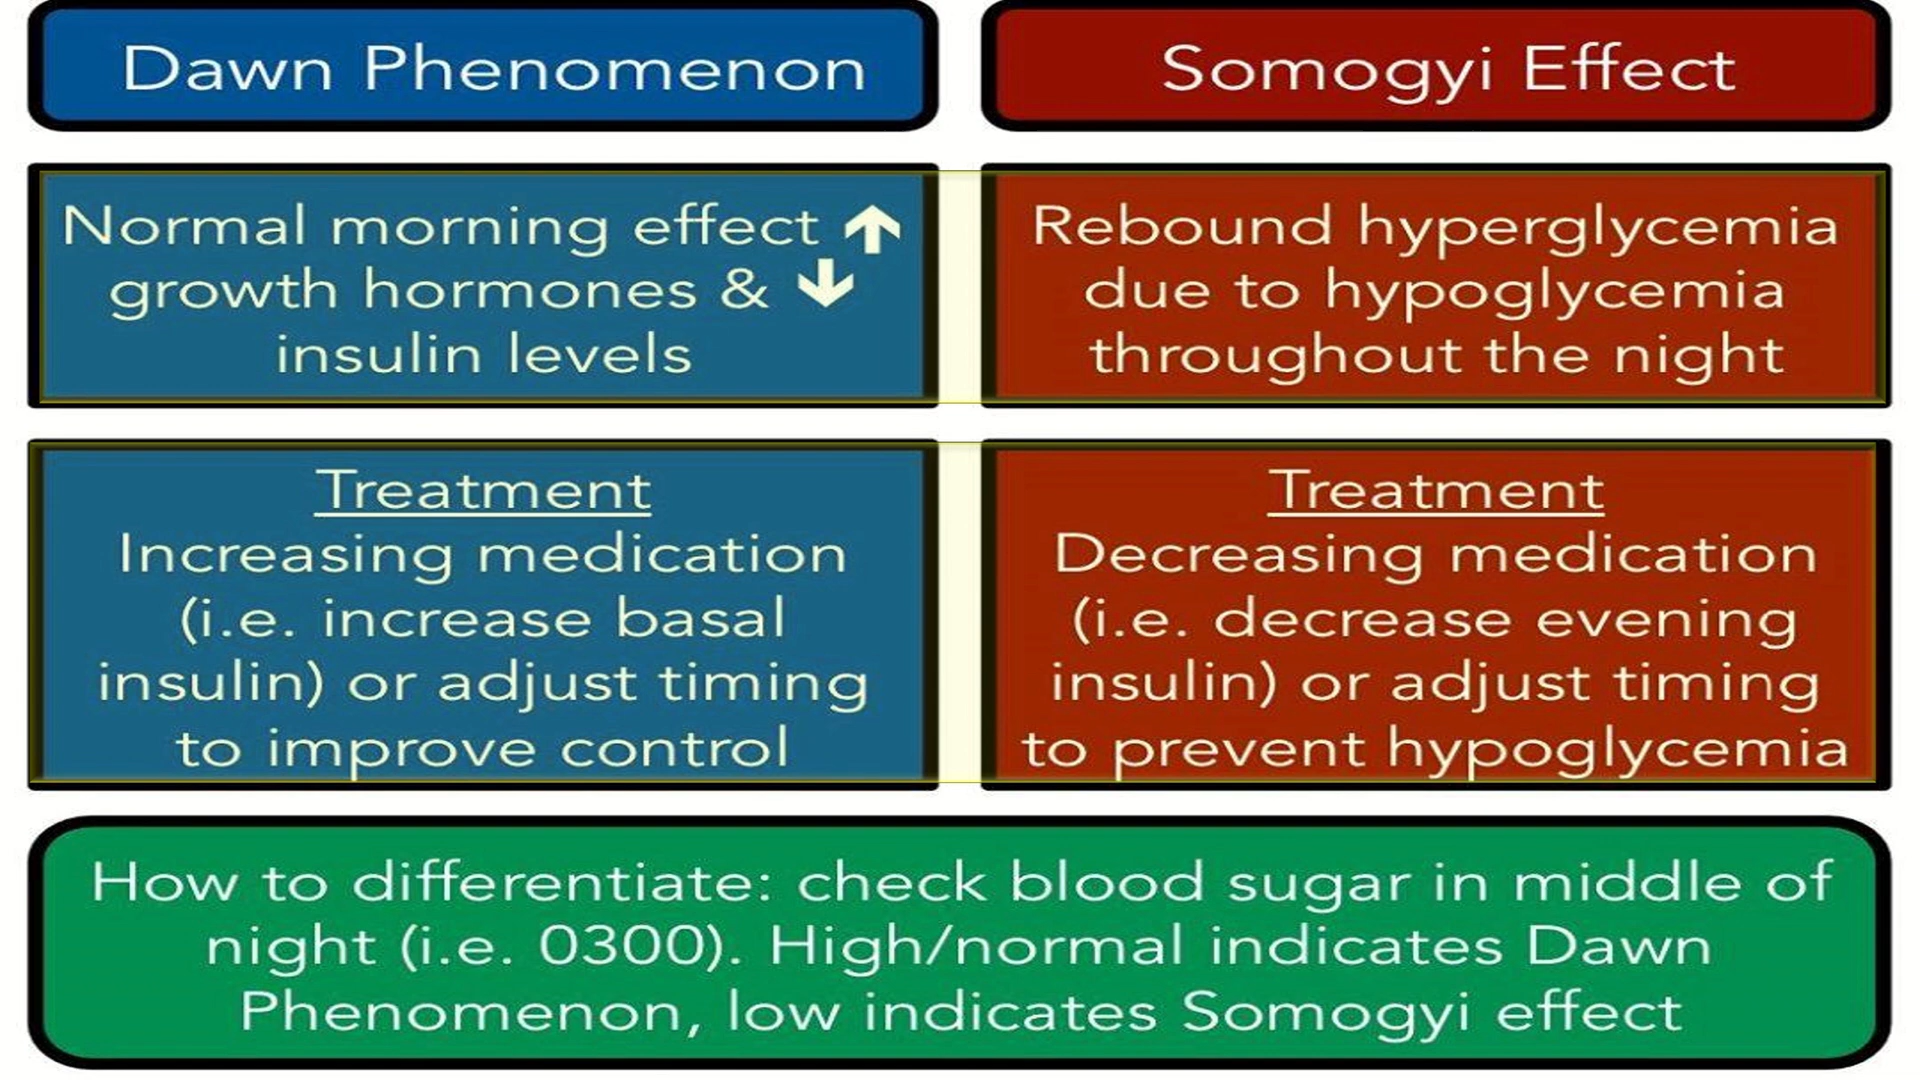 Dawn Phenomenon
Somogyi Effect
Normal morning effect ↑
growth hormones & ↓
insulin levels
Rebound hyperglycemia
due to hypoglycemia
throughout the night
Treatment
Increasing medication
(i.e. increase basal
insulin) or adjust timing
to improve control
Treatment
Decreasing medication
(i.e. decrease evening
insulin) or adjust timing
to prevent hypoglycemia
How to differentiate: check blood sugar in middle of
night (i.e. 0300). High/normal indicates Dawn
Phenomenon, low indicates Somogyi effect